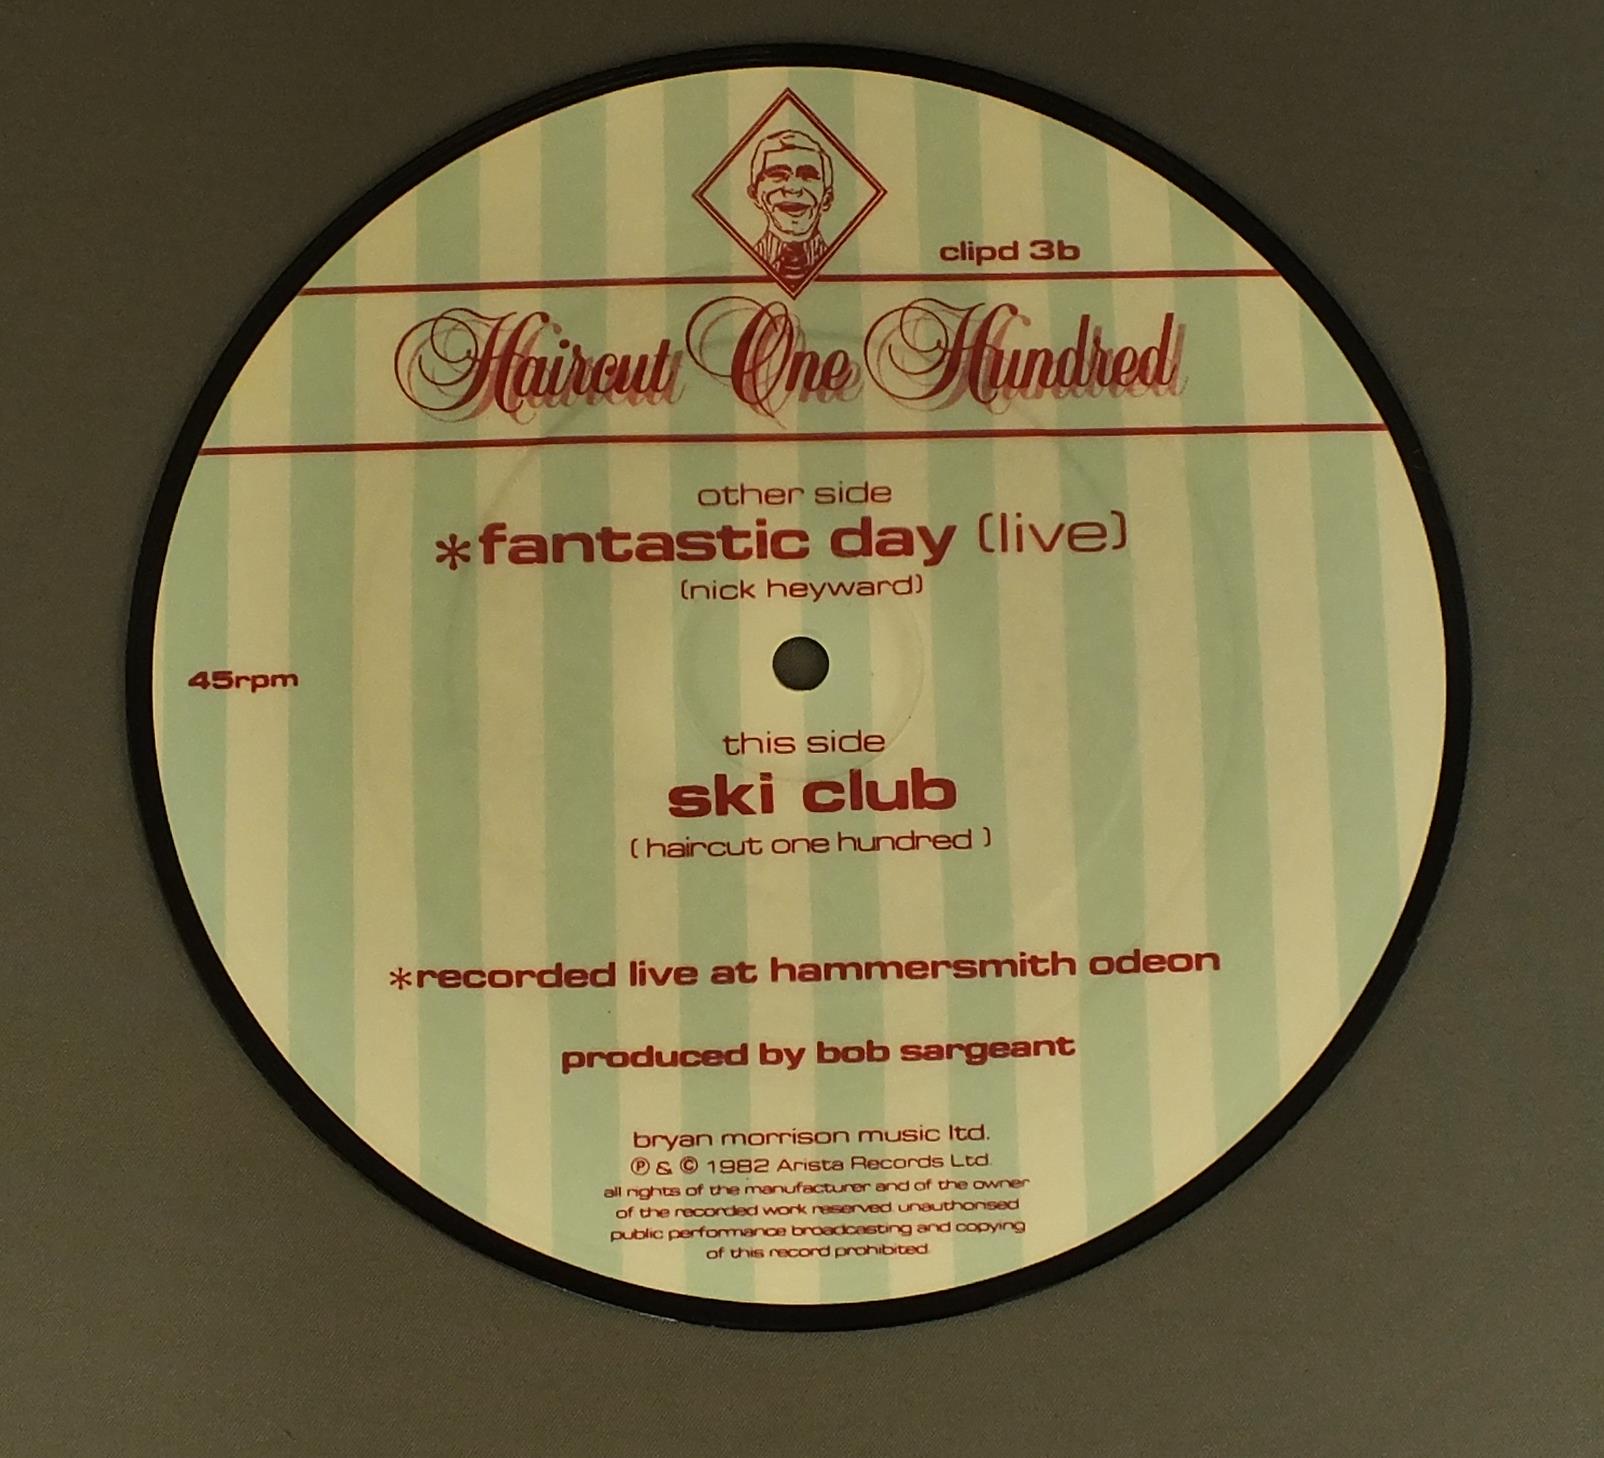 clipd 3b
Haircut One Hundred
other side
*fantastic day (live)
(nick heyward)
45rpm
this side
ski club
( haircut one hundred )
*recorded live at hammersmith odeon
produced by bob sargeant
bryan morrison music ltd.
℗ & © 1982 Arista Records Ltd.
all rights of the manufacturer and of the owner
of the recorded work reserved. unauthorised
public performance broadcasting and copying
of this record prohibited.